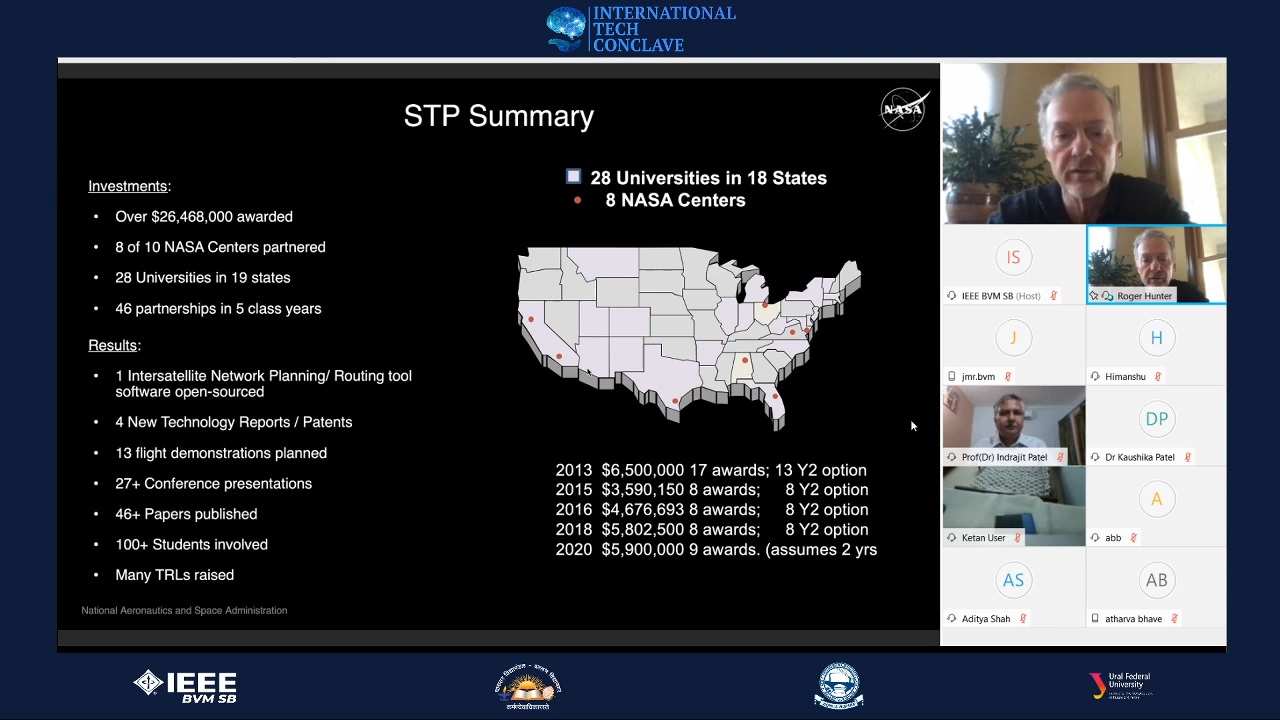 INTERNATIONAL
TECH
CONCLAVE
STP Summary
NASA
Investments:
• Over $26,468,000 awarded
• 8 of 10 NASA Centers partnered
• 28 Universities in 19 states
• 46 partnerships in 5 class years
Results:
• 1 Intersatellite Network Planning/ Routing tool
software open-sourced
• 4 New Technology Reports / Patents
• 13 flight demonstrations planned
• 27+ Conference presentations
• 46+ Papers published
• 100+ Students involved
• Many TRLs raised
National Aeronautics and Space Administration
28 Universities in 18 States
8 NASA Centers
2013 $6,500,000 17 awards; 13 Y2 option
2015 $3,590,150 8 awards; 8 Y2 option
2016 $4,676,693 8 awards; 8 Y2 option
2018 $5,802,500 8 awards; 8 Y2 option
2020 $5,900,000 9 awards. (assumes 2 yrs
IS
IEEE BVM SB (Host)
Roger Hunter
J
jmr.bvm
H
Himanshu
Prof(Dr) Indrajit Patel
DP
Dr Kaushika Patel
Ketan User
A
abb
AS
Aditya Shah
AB
atharva bhave
IEEE
BVM SB
Ural Federal
University